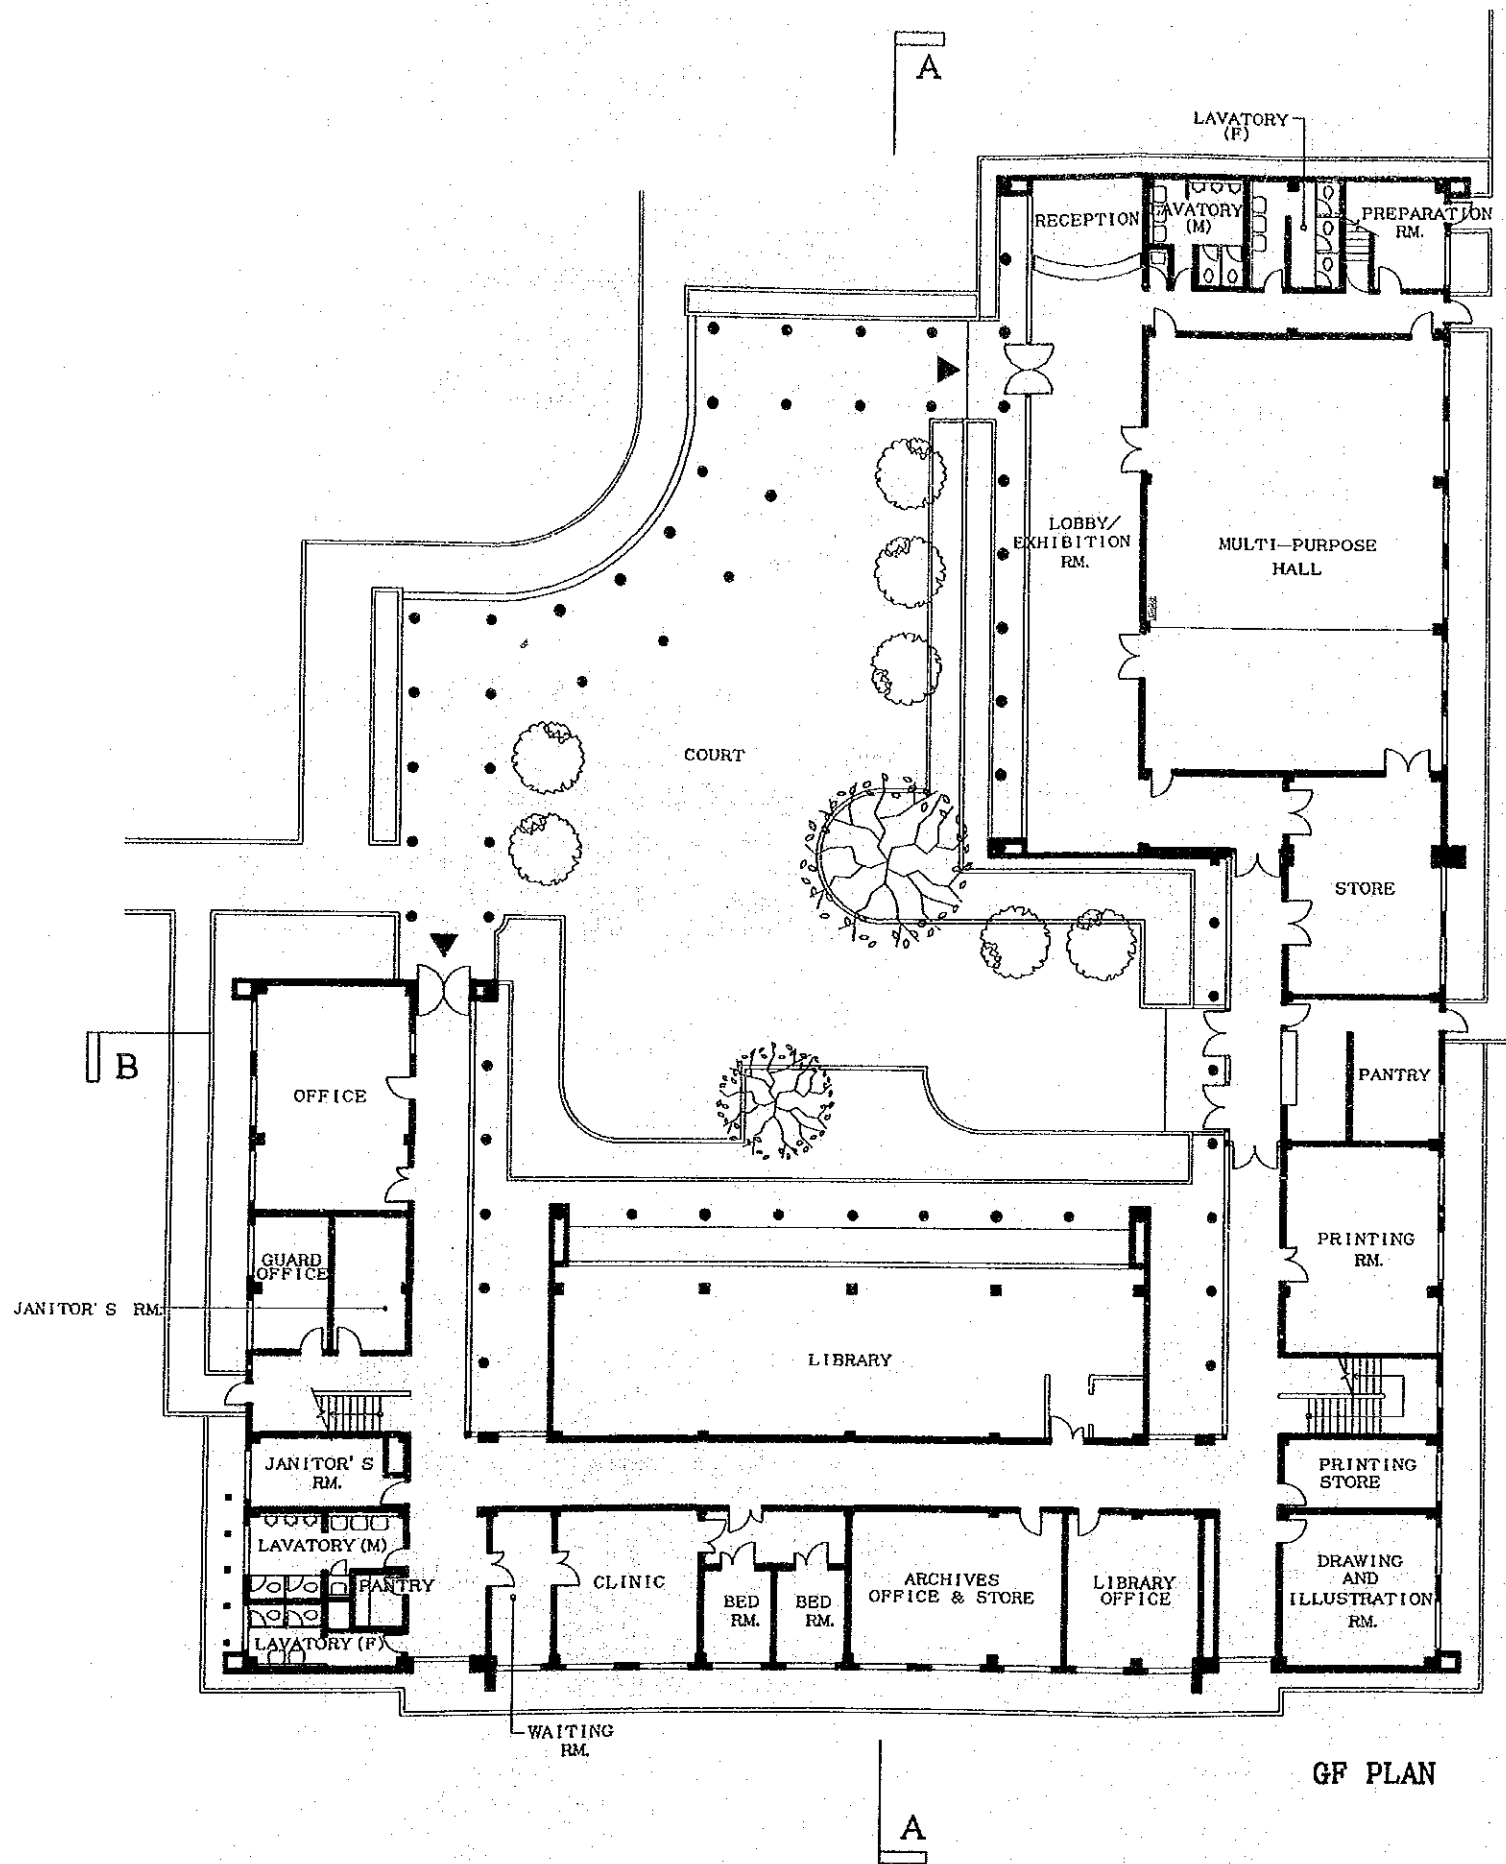 A
LAVATORY
(F)
RECEPTION
LAVATORY
(M)
PREPARATION
RM.
LOBBY/
EXHIBITION
RM.
MULTI-PURPOSE
HALL
COURT
STORE
B
OFFICE
PANTRY
GUARD
OFFICE
JANITOR'S RM.
PRINTING
RM.
LIBRARY
JANITOR'S
RM.
PRINTING
STORE
LAVATORY (M)
PANTRY
LAVATORY (F)
CLINIC
BED
RM.
BED
RM.
ARCHIVES
OFFICE & STORE
LIBRARY
OFFICE
DRAWING
AND
ILLUSTRATION
RM.
WAITING
RM.
GF PLAN
A